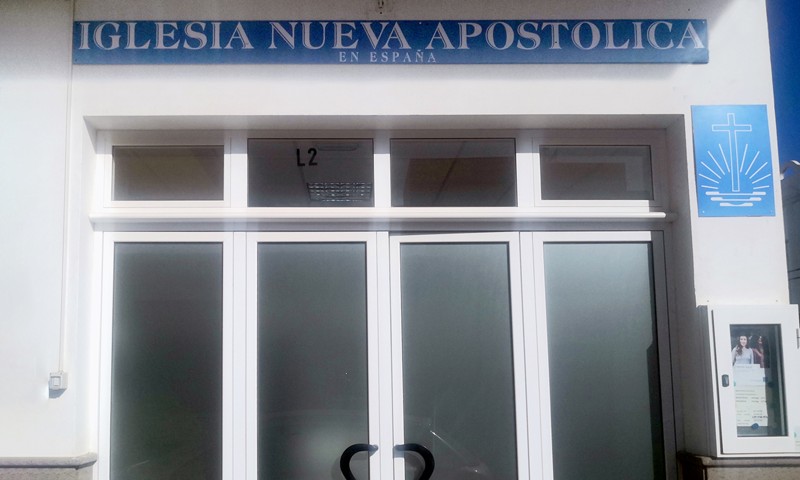 IGLESIA NUEVA APOSTOLICA
EN ESPAÑA
L2